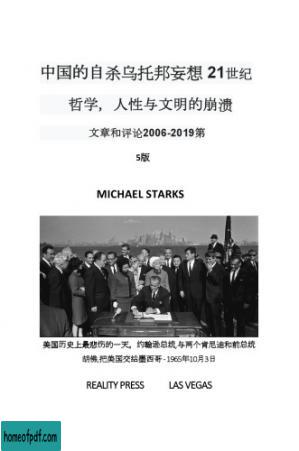 中国的自杀乌托邦妄想 21世纪
哲学，人性与文明的崩溃
文章和评论2006-2019第
5版
MICHAEL STARKS
美国历史上最悲伤的一天，约翰逊总统,与两个肯尼迪和前总统
胡佛,把美国交给墨西哥 - 1965年10月3日
REALITY PRESS LAS VEGAS
homeofpdf.com